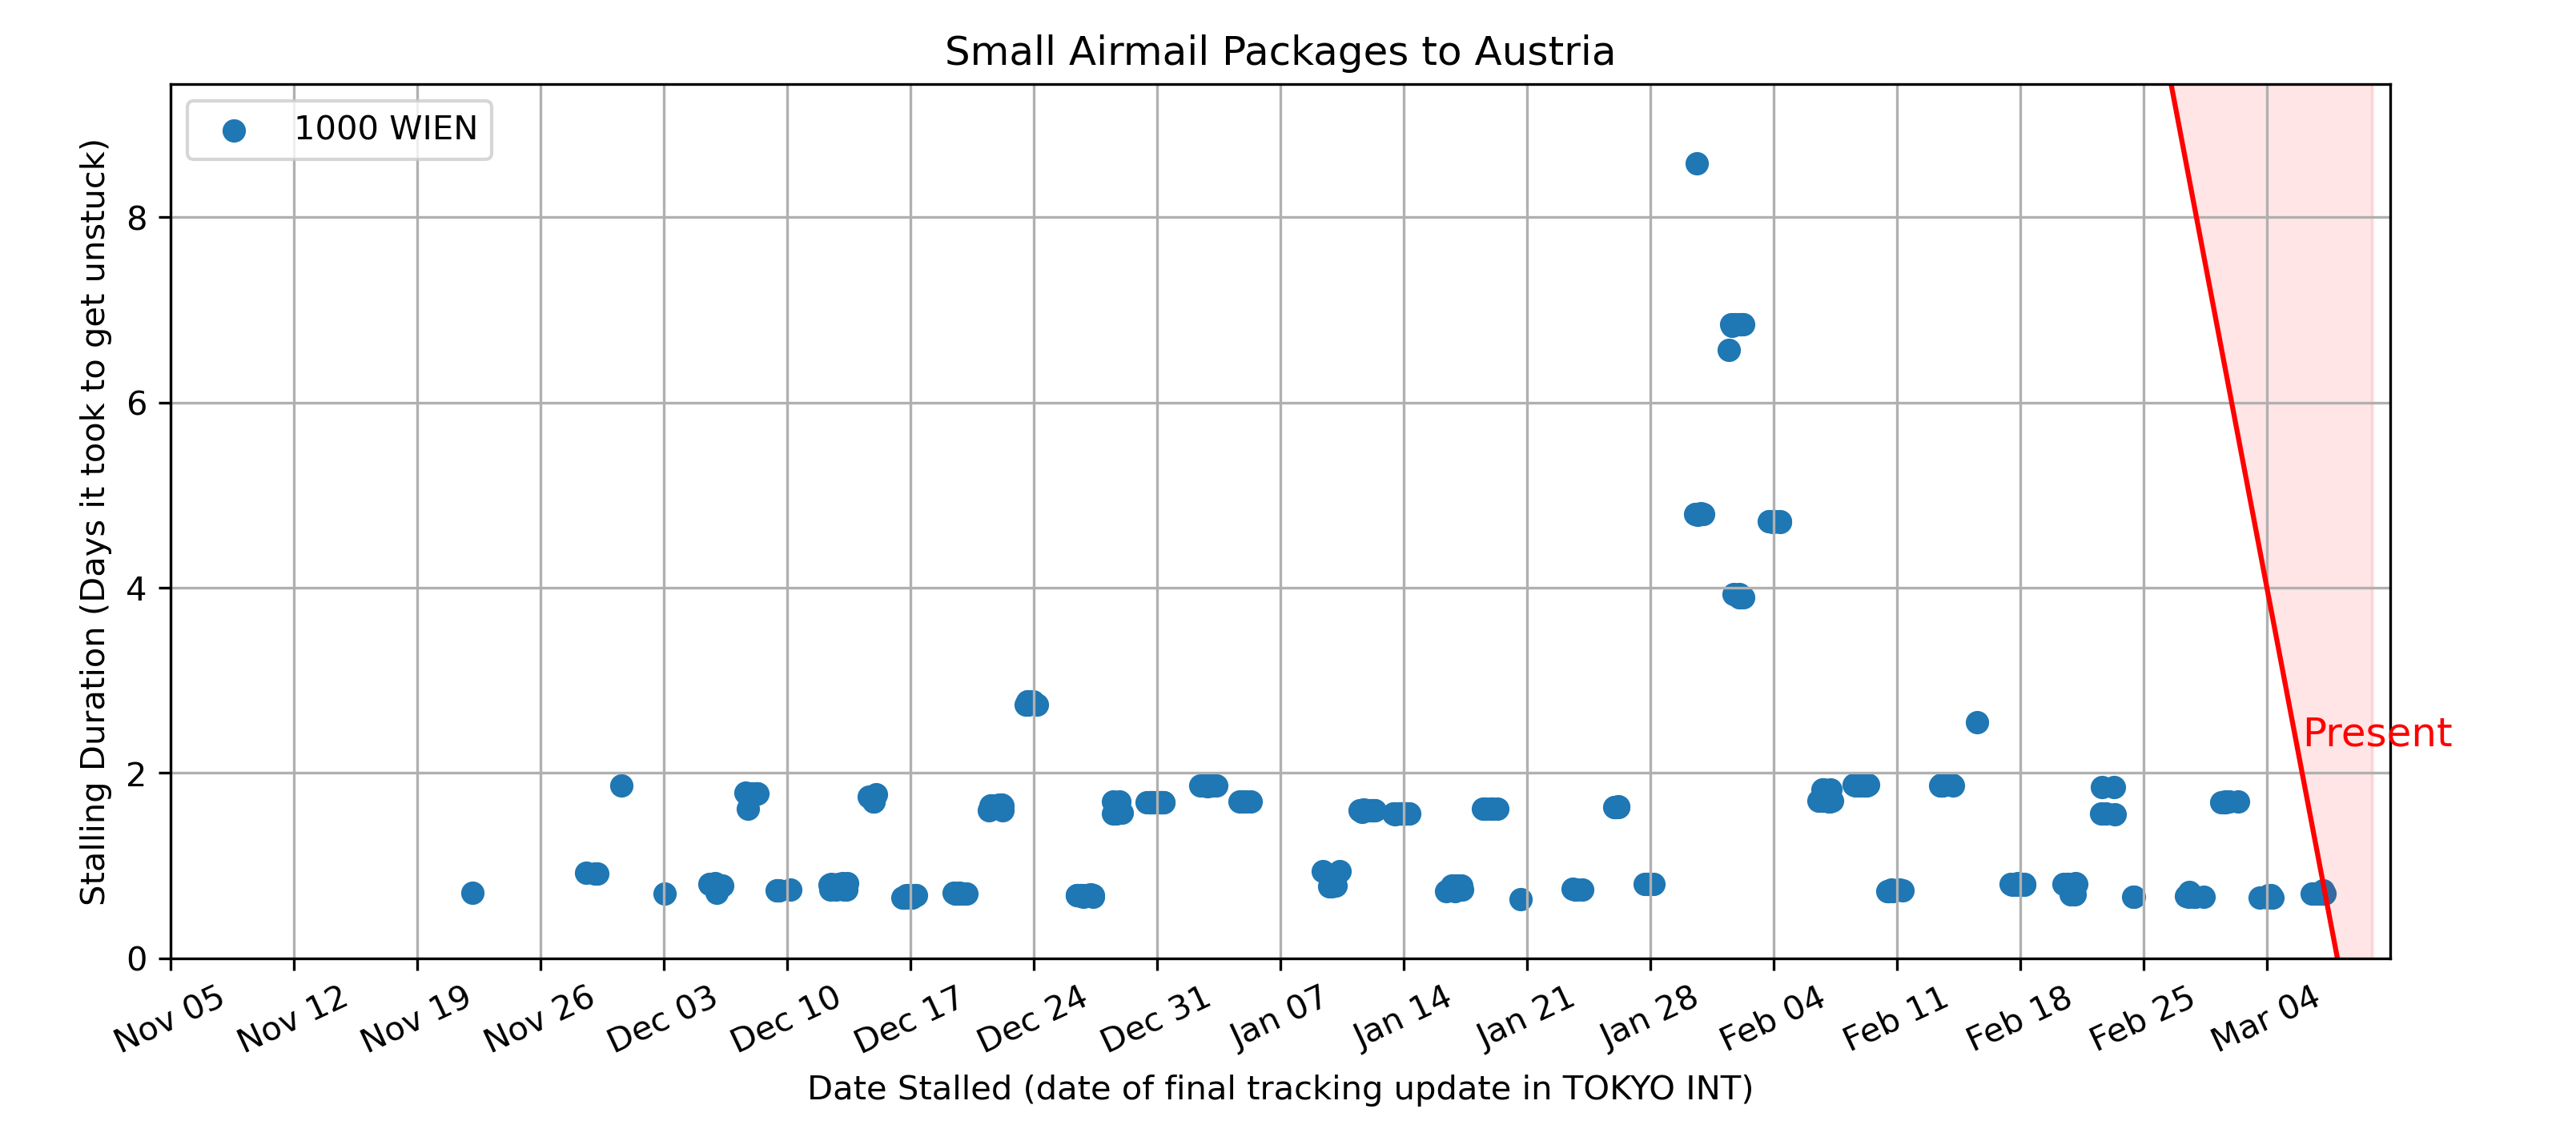 Small Airmail Packages to Austria
1000 WIEN
Stalling Duration (Days it took to get unstuck)
8
6
4
2
0
Present
Nov 05
Nov 12
Nov 19
Nov 26
Dec 03
Dec 10
Dec 17
Dec 24
Dec 31
Jan 07
Jan 14
Jan 21
Jan 28
Feb 04
Feb 11
Feb 18
Feb 25
Mar 04
Date Stalled (date of final tracking update in TOKYO INT)